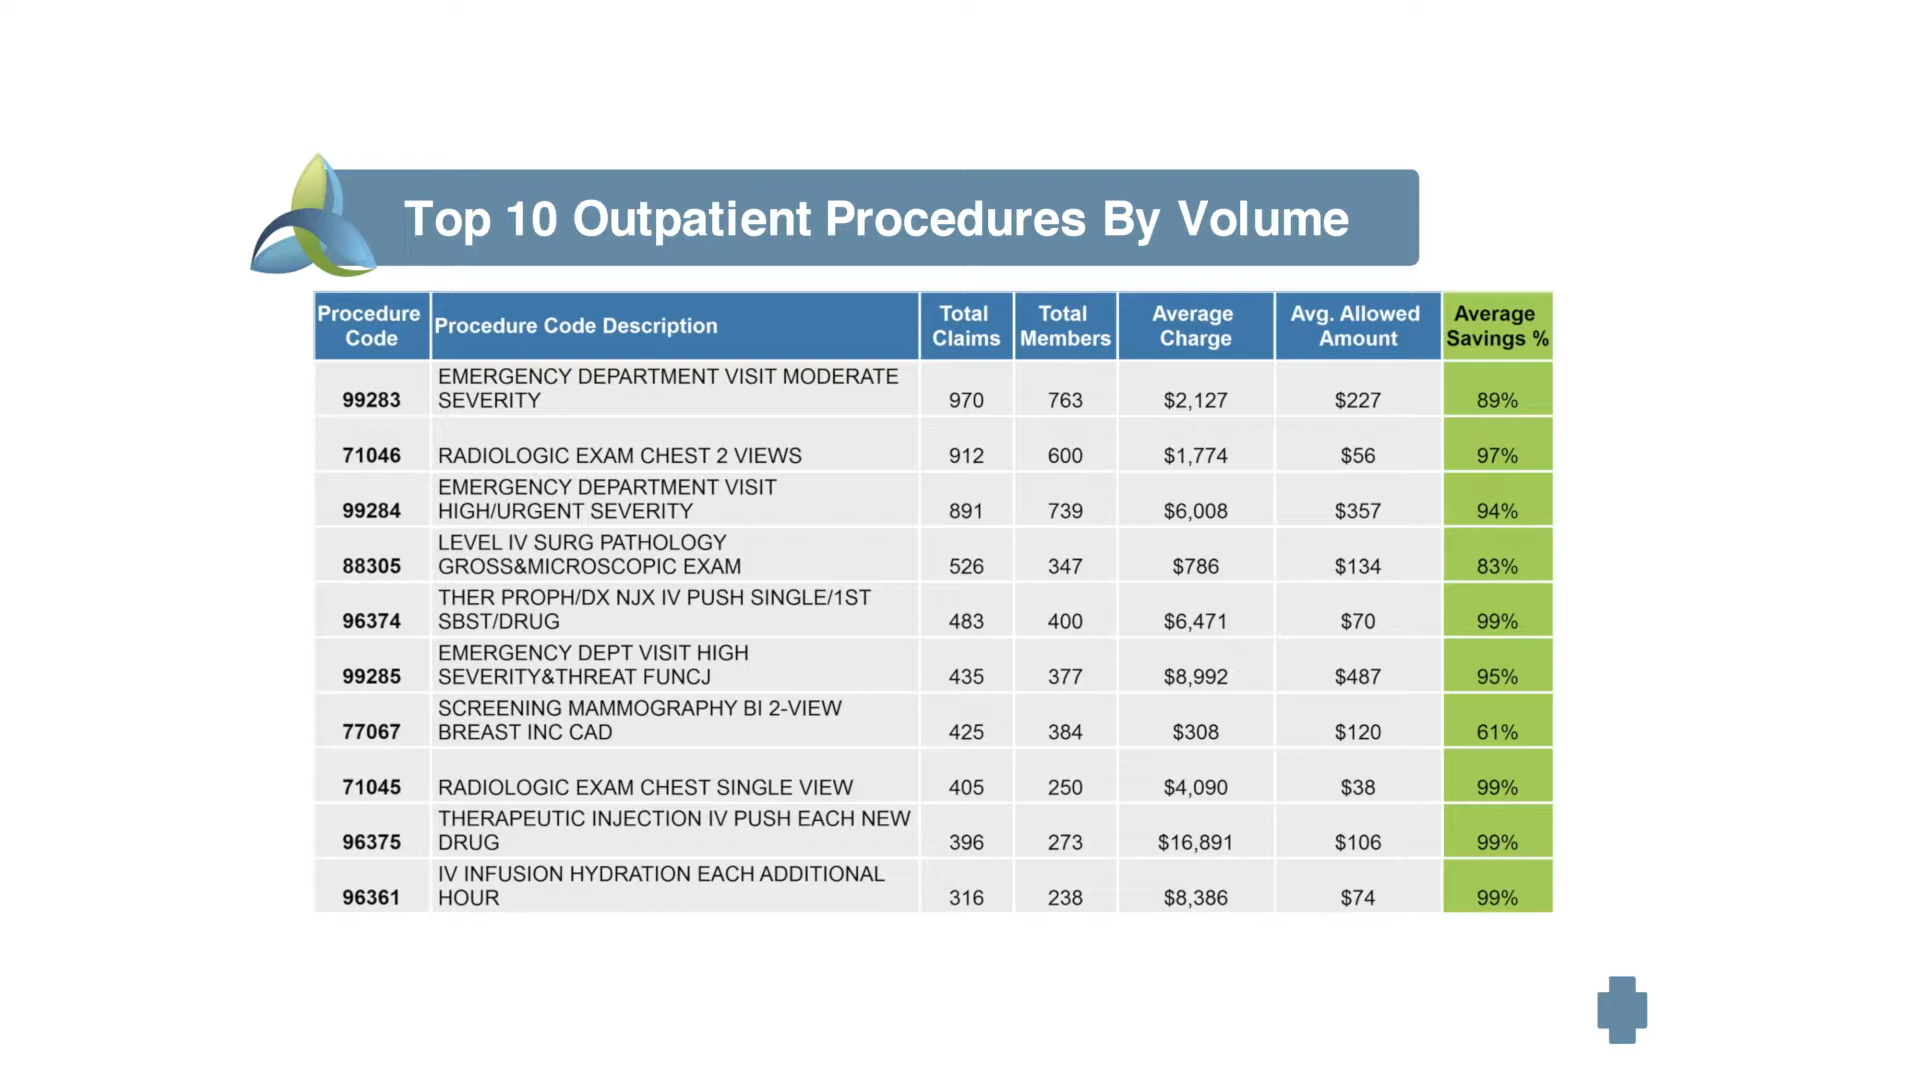 Top 10 Outpatient Procedures By Volume
Procedure Code Procedure Code Description Total Claims Total Members Average Charge Avg. Allowed Amount Average Savings %
EMERGENCY DEPARTMENT VISIT MODERATE
99283 SEVERITY 970 763 $2,127 $227 89%
71046 RADIOLOGIC EXAM CHEST 2 VIEWS 912 600 $1,774 $56 97%
EMERGENCY DEPARTMENT VISIT
99284 HIGH/URGENT SEVERITY 891 739 $6,008 $357 94%
LEVEL IV SURG PATHOLOGY
88305 GROSS&MICROSCOPIC EXAM 526 347 $786 $134 83%
THER PROPH/DX NJX IV PUSH SINGLE/1ST
96374 SBST/DRUG 483 400 $6,471 $70 99%
EMERGENCY DEPT VISIT HIGH
99285 SEVERITY&THREAT FUNCJ 435 377 $8,992 $487 95%
SCREENING MAMMOGRAPHY BI 2-VIEW
77067 BREAST INC CAD 425 384 $308 $120 61%
71045 RADIOLOGIC EXAM CHEST SINGLE VIEW 405 250 $4,090 $38 99%
THERAPEUTIC INJECTION IV PUSH EACH NEW
96375 DRUG 396 273 $16,891 $106 99%
IV INFUSION HYDRATION EACH ADDITIONAL
96361 HOUR 316 238 $8,386 $74 99%